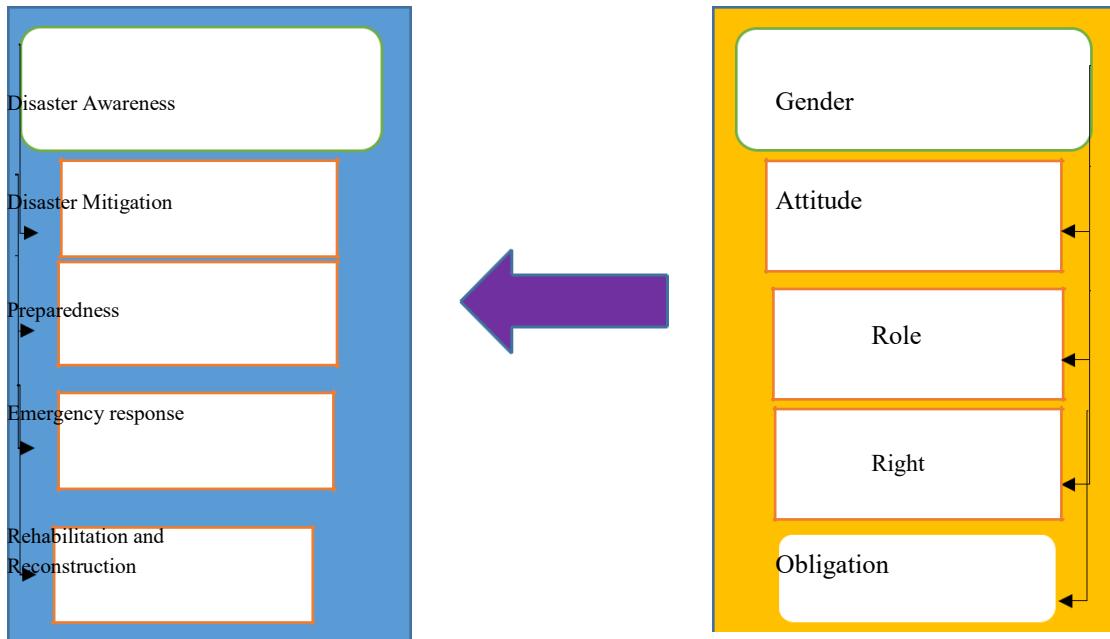 Disaster Awareness
Disaster Mitigation
Preparedness
Emergency response
Rehabilitation and
Reconstruction
Gender
Attitude
Role
Right
Obligation